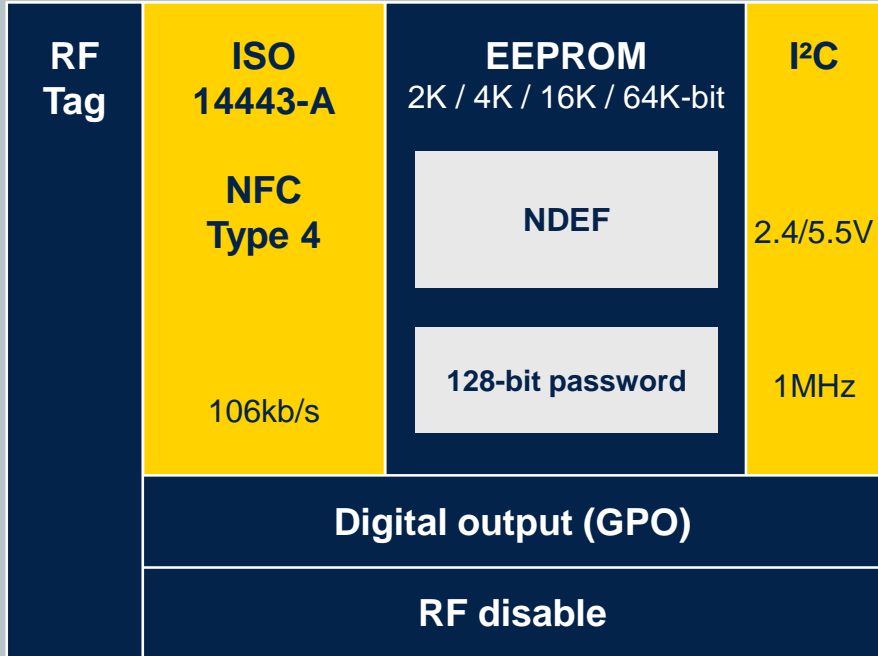 RF
Tag
ISO
14443-A
NFC
Type 4
106kb/s
EEPROM
2K / 4K / 16K / 64K-bit
NDEF
128-bit password
I²C
2.4/5.5V
1MHz
Digital output (GPO)
RF disable